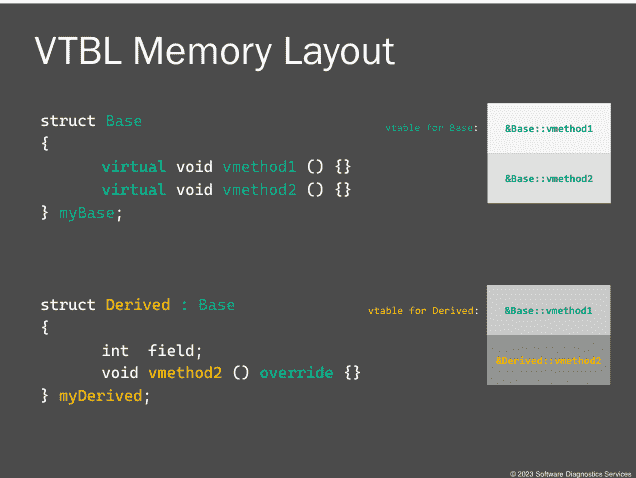 VTBL Memory Layout
struct Base
{
virtual void vmethod1 () {}
virtual void vmethod2 () {}
} myBase;
vtable for Base:
&Base::vmethod1
&Base::vmethod2
struct Derived : Base
{
int field;
void vmethod2 () override {}
} myDerived;
vtable for Derived:
&Base::vmethod1
&Derived::vmethod2
© 2023 Software Diagnostics Services